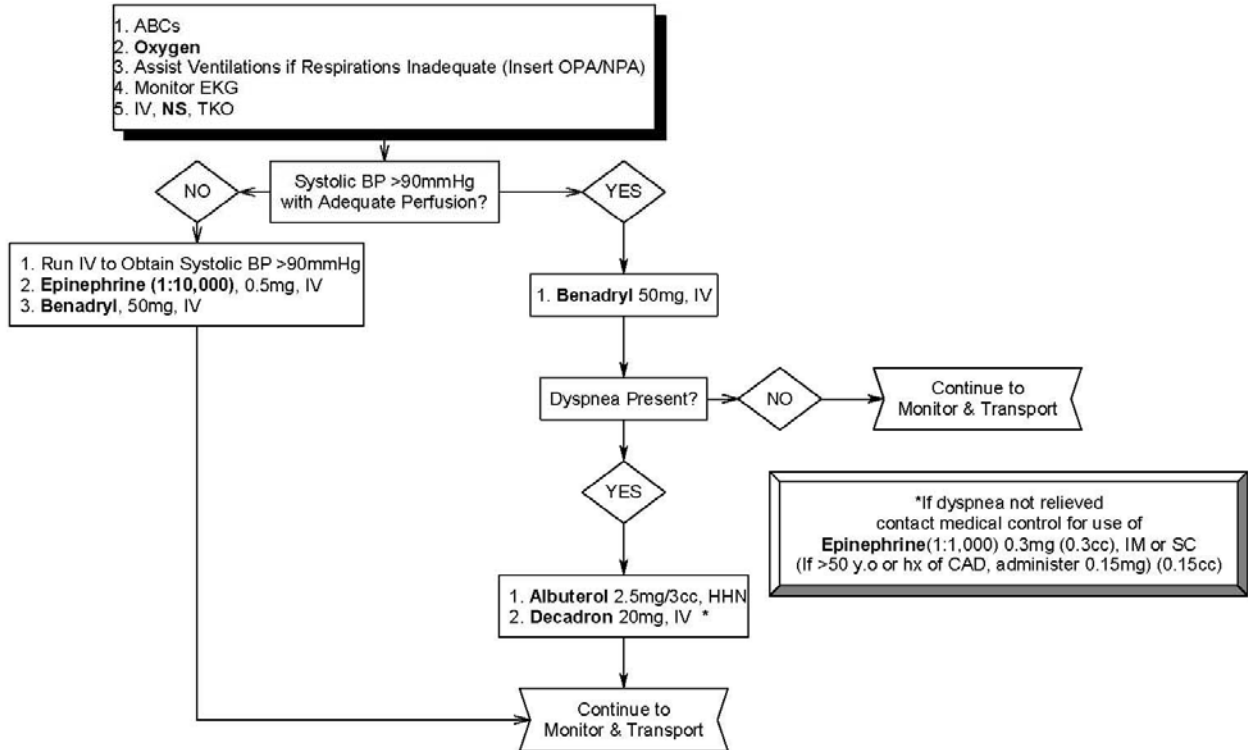 1. ABCs
2. Oxygen
3. Assist Ventilations if Respirations Inadequate (Insert OPA/NPA)
4. Monitor EKG
5. IV, NS, TKO
Systolic BP >90mmHg
with Adequate Perfusion?
NO
YES
1. Run IV to Obtain Systolic BP >90mmHg
2. Epinephrine (1:10,000), 0.5mg, IV
3. Benadryl, 50mg, IV
1. Benadryl 50mg, IV
Dyspnea Present?
NO
Continue to
Monitor & Transport
YES
*If dyspnea not relieved
contact medical control for use of
Epinephrine(1:1,000) 0.3mg (0.3cc), IM or SC
(If >50 y.o or hx of CAD, administer 0.15mg) (0.15cc)
1. Albuterol 2.5mg/3cc, HHN
2. Decadron 20mg, IV *
Continue to
Monitor & Transport